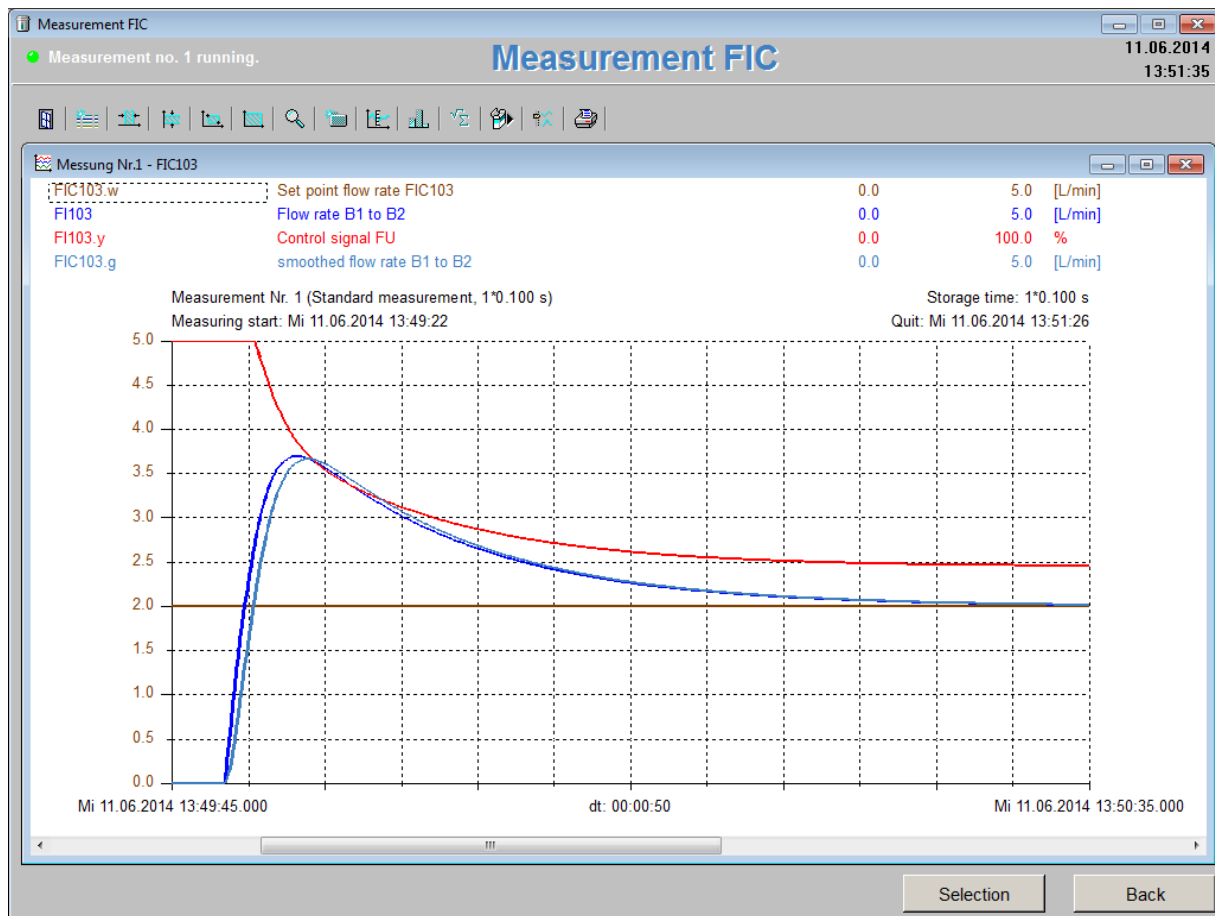 Measurement FIC
Measurement no. 1 running.
Measurement FIC
11.06.2014
13:51:35
Messung Nr.1 - FIC103
FIC103.w Set point flow rate FIC103 0.0 5.0 [L/min]
FI103 Flow rate B1 to B2 0.0 5.0 [L/min]
FI103.y Control signal FU 0.0 100.0 %
FIC103.g smoothed flow rate B1 to B2 0.0 5.0 [L/min]
Measurement Nr. 1 (Standard measurement, 1*0.100 s) Storage time: 1*0.100 s
Measuring start: Mi 11.06.2014 13:49:22 Quit: Mi 11.06.2014 13:51:26
5.0
4.5
4.0
3.5
3.0
2.5
2.0
1.5
1.0
0.5
0.0
Mi 11.06.2014 13:49:45.000 dt: 00:00:50 Mi 11.06.2014 13:50:35.000
Selection Back